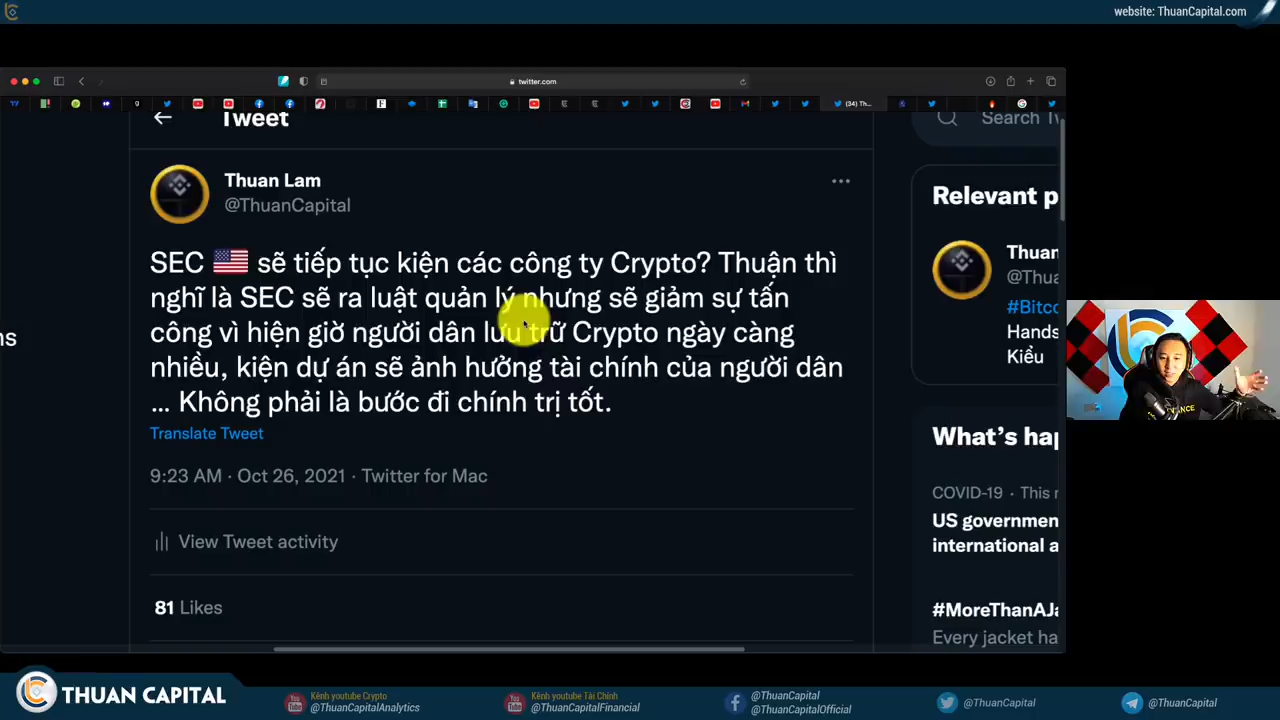 website: ThuanCapital.com
twitter.com
(34) Th...
Tweet
Search Tw
Thuan Lam
@ThuanCapital
SEC 🇺🇸 sẽ tiếp tục kiện các công ty Crypto? Thuận thì
nghĩ là SEC sẽ ra luật quản lý nhưng sẽ giảm sự tấn
công vì hiện giờ người dân lưu trữ Crypto ngày càng
nhiều, kiện dự án sẽ ảnh hưởng tài chính của người dân
... Không phải là bước đi chính trị tốt.
Translate Tweet
9:23 AM · Oct 26, 2021 · Twitter for Mac
View Tweet activity
81 Likes
ns
Relevant p
Thuan
@Thua
#Bitco
Hands
Kiều
What's hap
COVID-19 · This m
US governmen
international a
#MoreThanAJa
Every jacket ha
THUAN CAPITAL
Kênh youtube Crypto
@ThuanCapitalAnalytics
Kênh youtube Tài Chính
@ThuanCapitalFinancial
@ThuanCapital
@ThuanCapitalOfficial
@ThuanCapital
@ThuanCapital